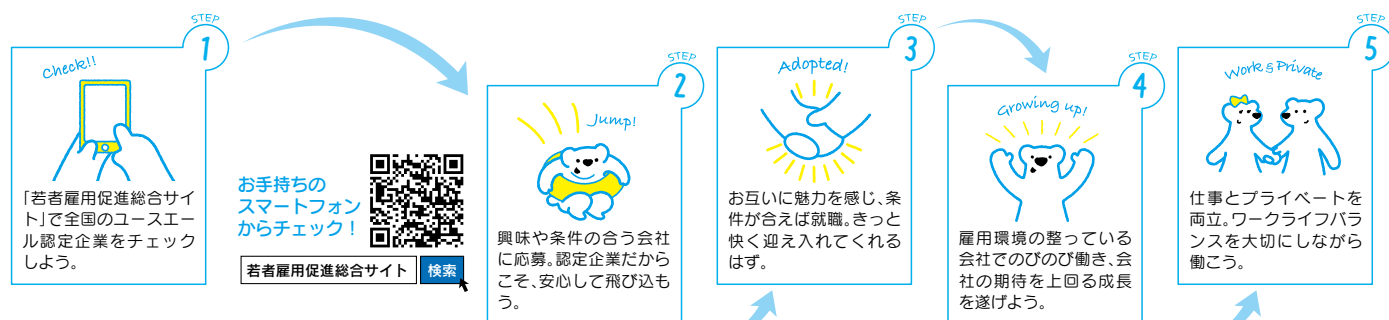 STEP
1
Check!!
「若者雇用促進総合サイ
ト」で全国のユースエー
ル認定企業をチェック
しよう。
お手持ちの
スマートフォン
からチェック！
若者雇用促進総合サイト 検索
STEP
2
Jump!
興味や条件の合う会社
に応募。認定企業だから
こそ、安心して飛び込も
う。
STEP
3
Adopted!
お互いに魅力を感じ、条
件が合えば就職。きっと
快く迎え入れてくれる
はず。
STEP
4
Growing up!
雇用環境の整っている
会社でのびのび働き、会
社の期待を上回る成長
を遂げよう。
STEP
5
Work & Private
仕事とプライベートを
両立。ワークライフバラ
ンスを大切にしながら
働こう。